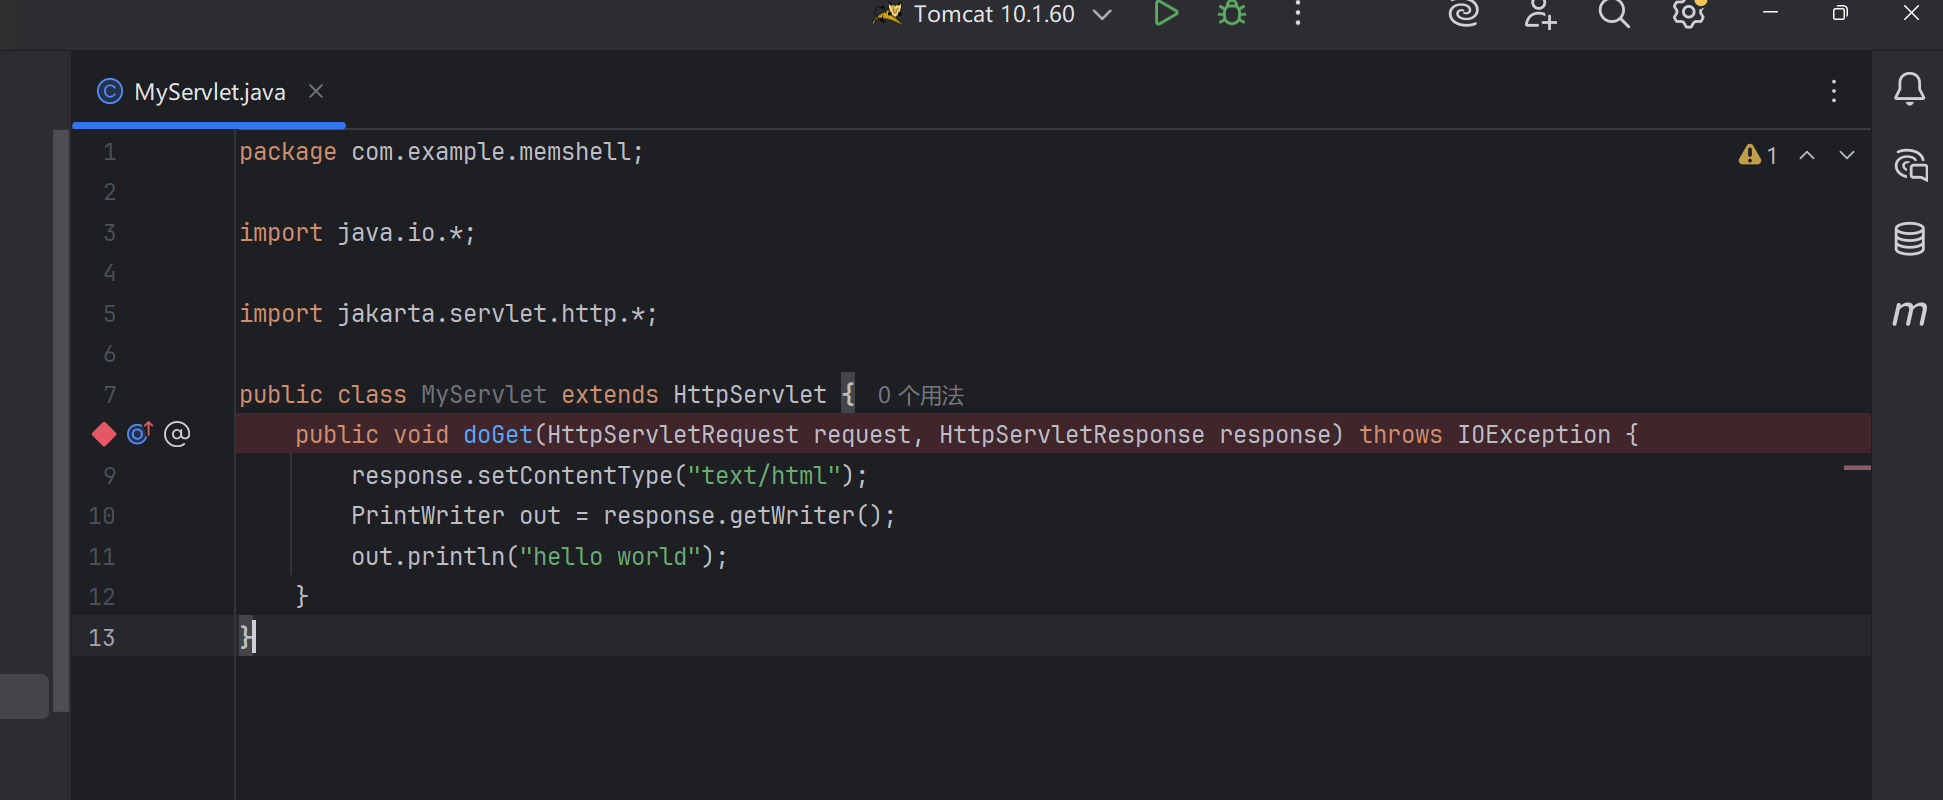 Tomcat 10.1.60
MyServlet.java
1 package com.example.memshell;
1
2
3 import java.io.*;
4
5 import jakarta.servlet.http.*;
6
7 public class MyServlet extends HttpServlet { 0 个用法
public void doGet(HttpServletRequest request, HttpServletResponse response) throws IOException {
9 response.setContentType("text/html");
10 PrintWriter out = response.getWriter();
11 out.println("hello world");
12 }
13 }
m